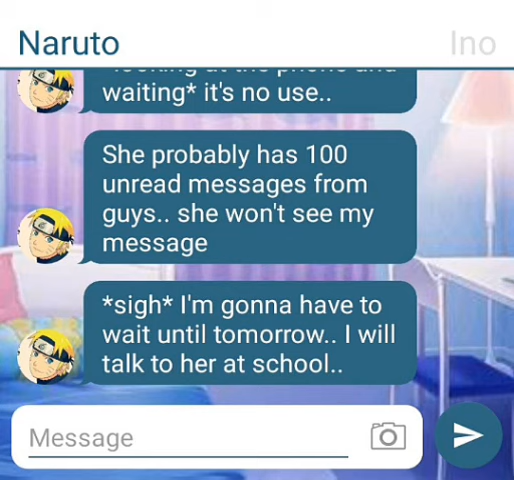 Naruto
Ino
waiting* it's no use..
She probably has 100
unread messages from
guys.. she won't see my
message
*sigh* I'm gonna have to
wait until tomorrow.. I will
talk to her at school..
Message